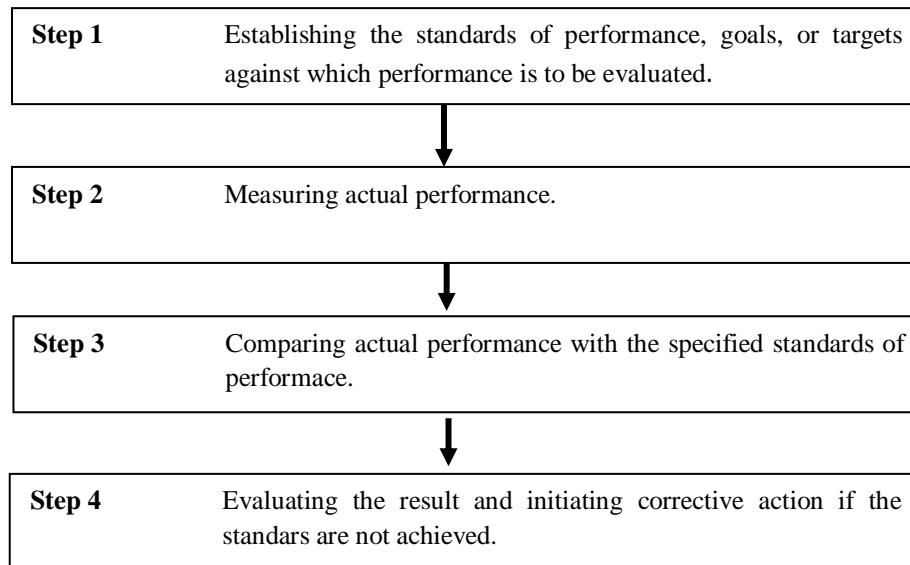 Step 1 Establishing the standards of performance, goals, or targets
against which performance is to be evaluated.
Step 2 Measuring actual performance.
Step 3 Comparing actual performance with the specified standards of
performace.
Step 4 Evaluating the result and initiating corrective action if the
standars are not achieved.